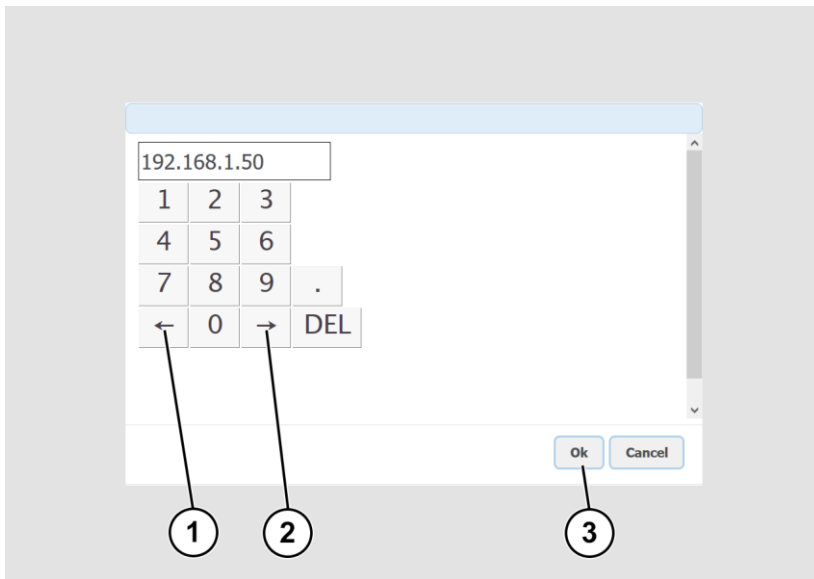 192.168.1.50
1 2 3
4 5 6
7 8 9 .
← 0 → DEL
Ok Cancel
1 2 3